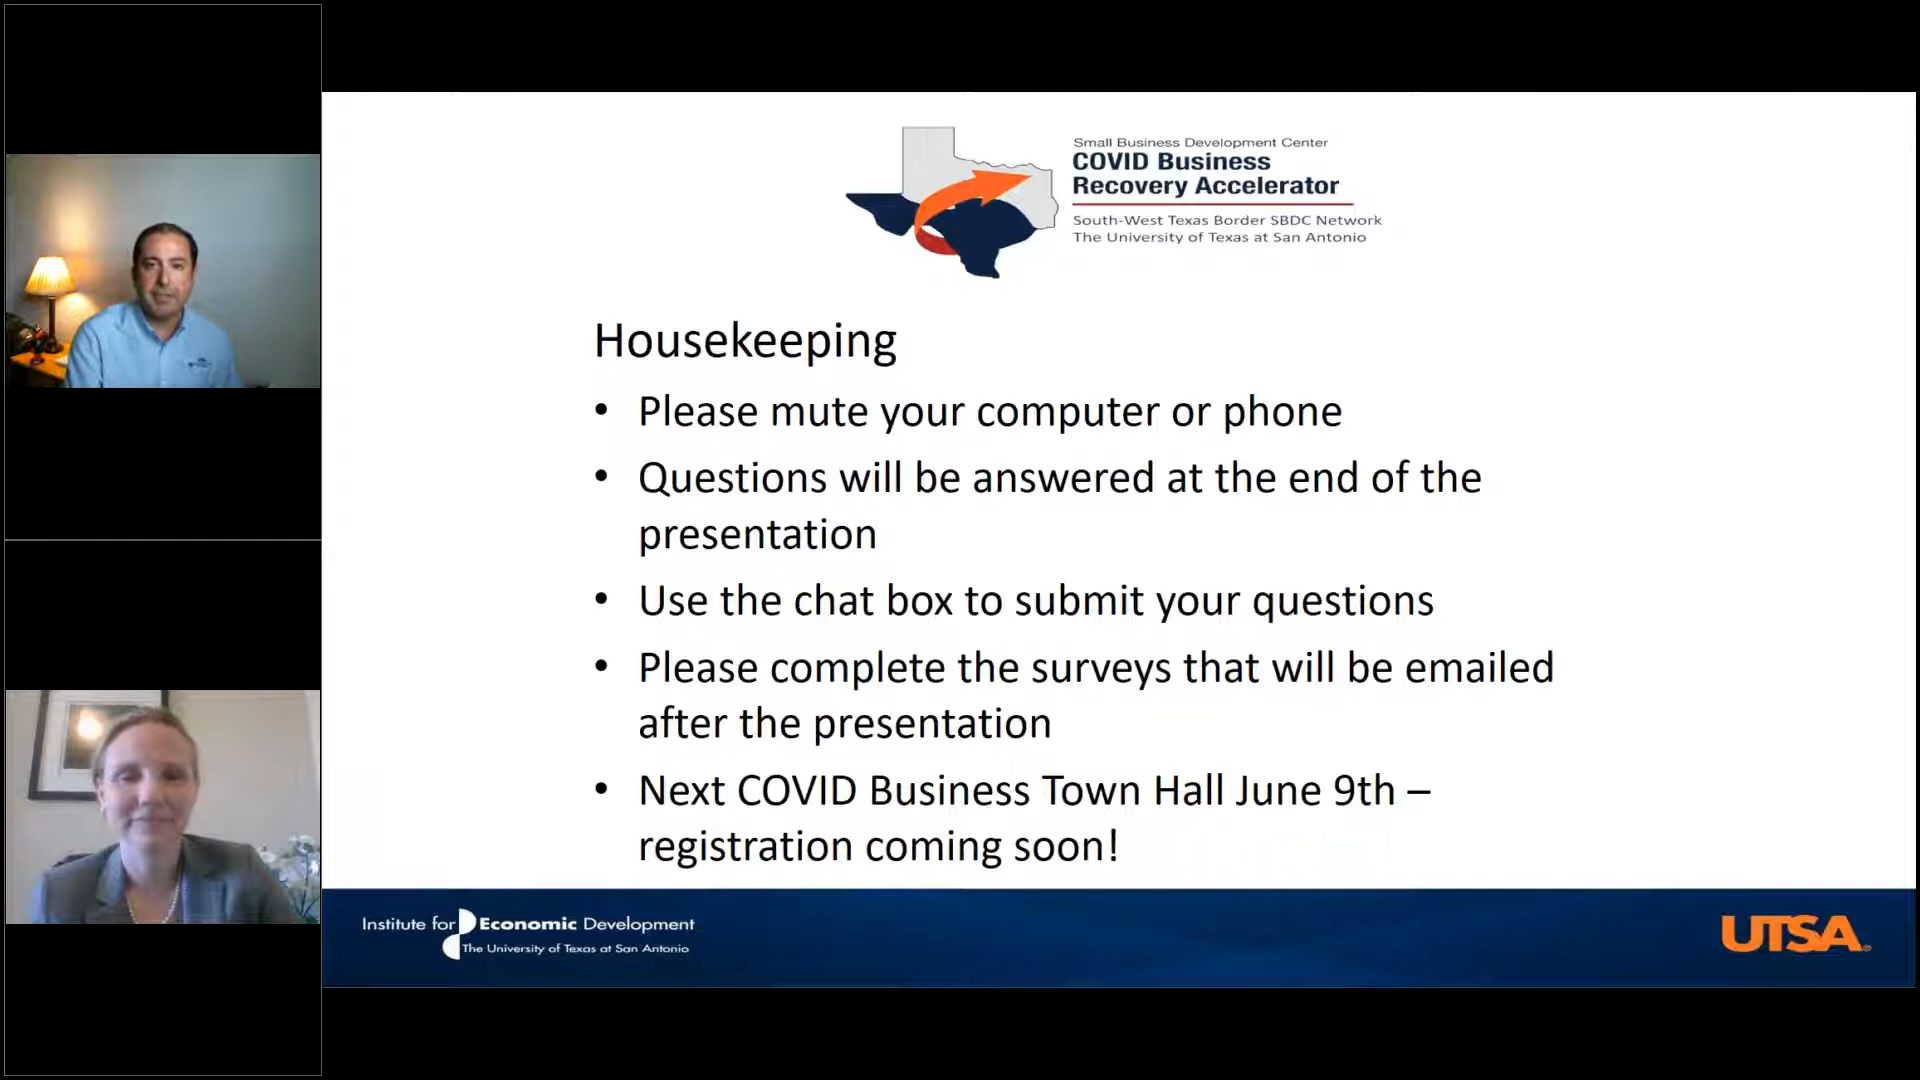 Small Business Development Center
COVID Business
Recovery Accelerator
South-West Texas Border SBDC Network
The University of Texas at San Antonio
Housekeeping
• Please mute your computer or phone
• Questions will be answered at the end of the
presentation
• Use the chat box to submit your questions
• Please complete the surveys that will be emailed
after the presentation
• Next COVID Business Town Hall June 9th –
registration coming soon!
Institute for Economic Development
The University of Texas at San Antonio
UTSA®